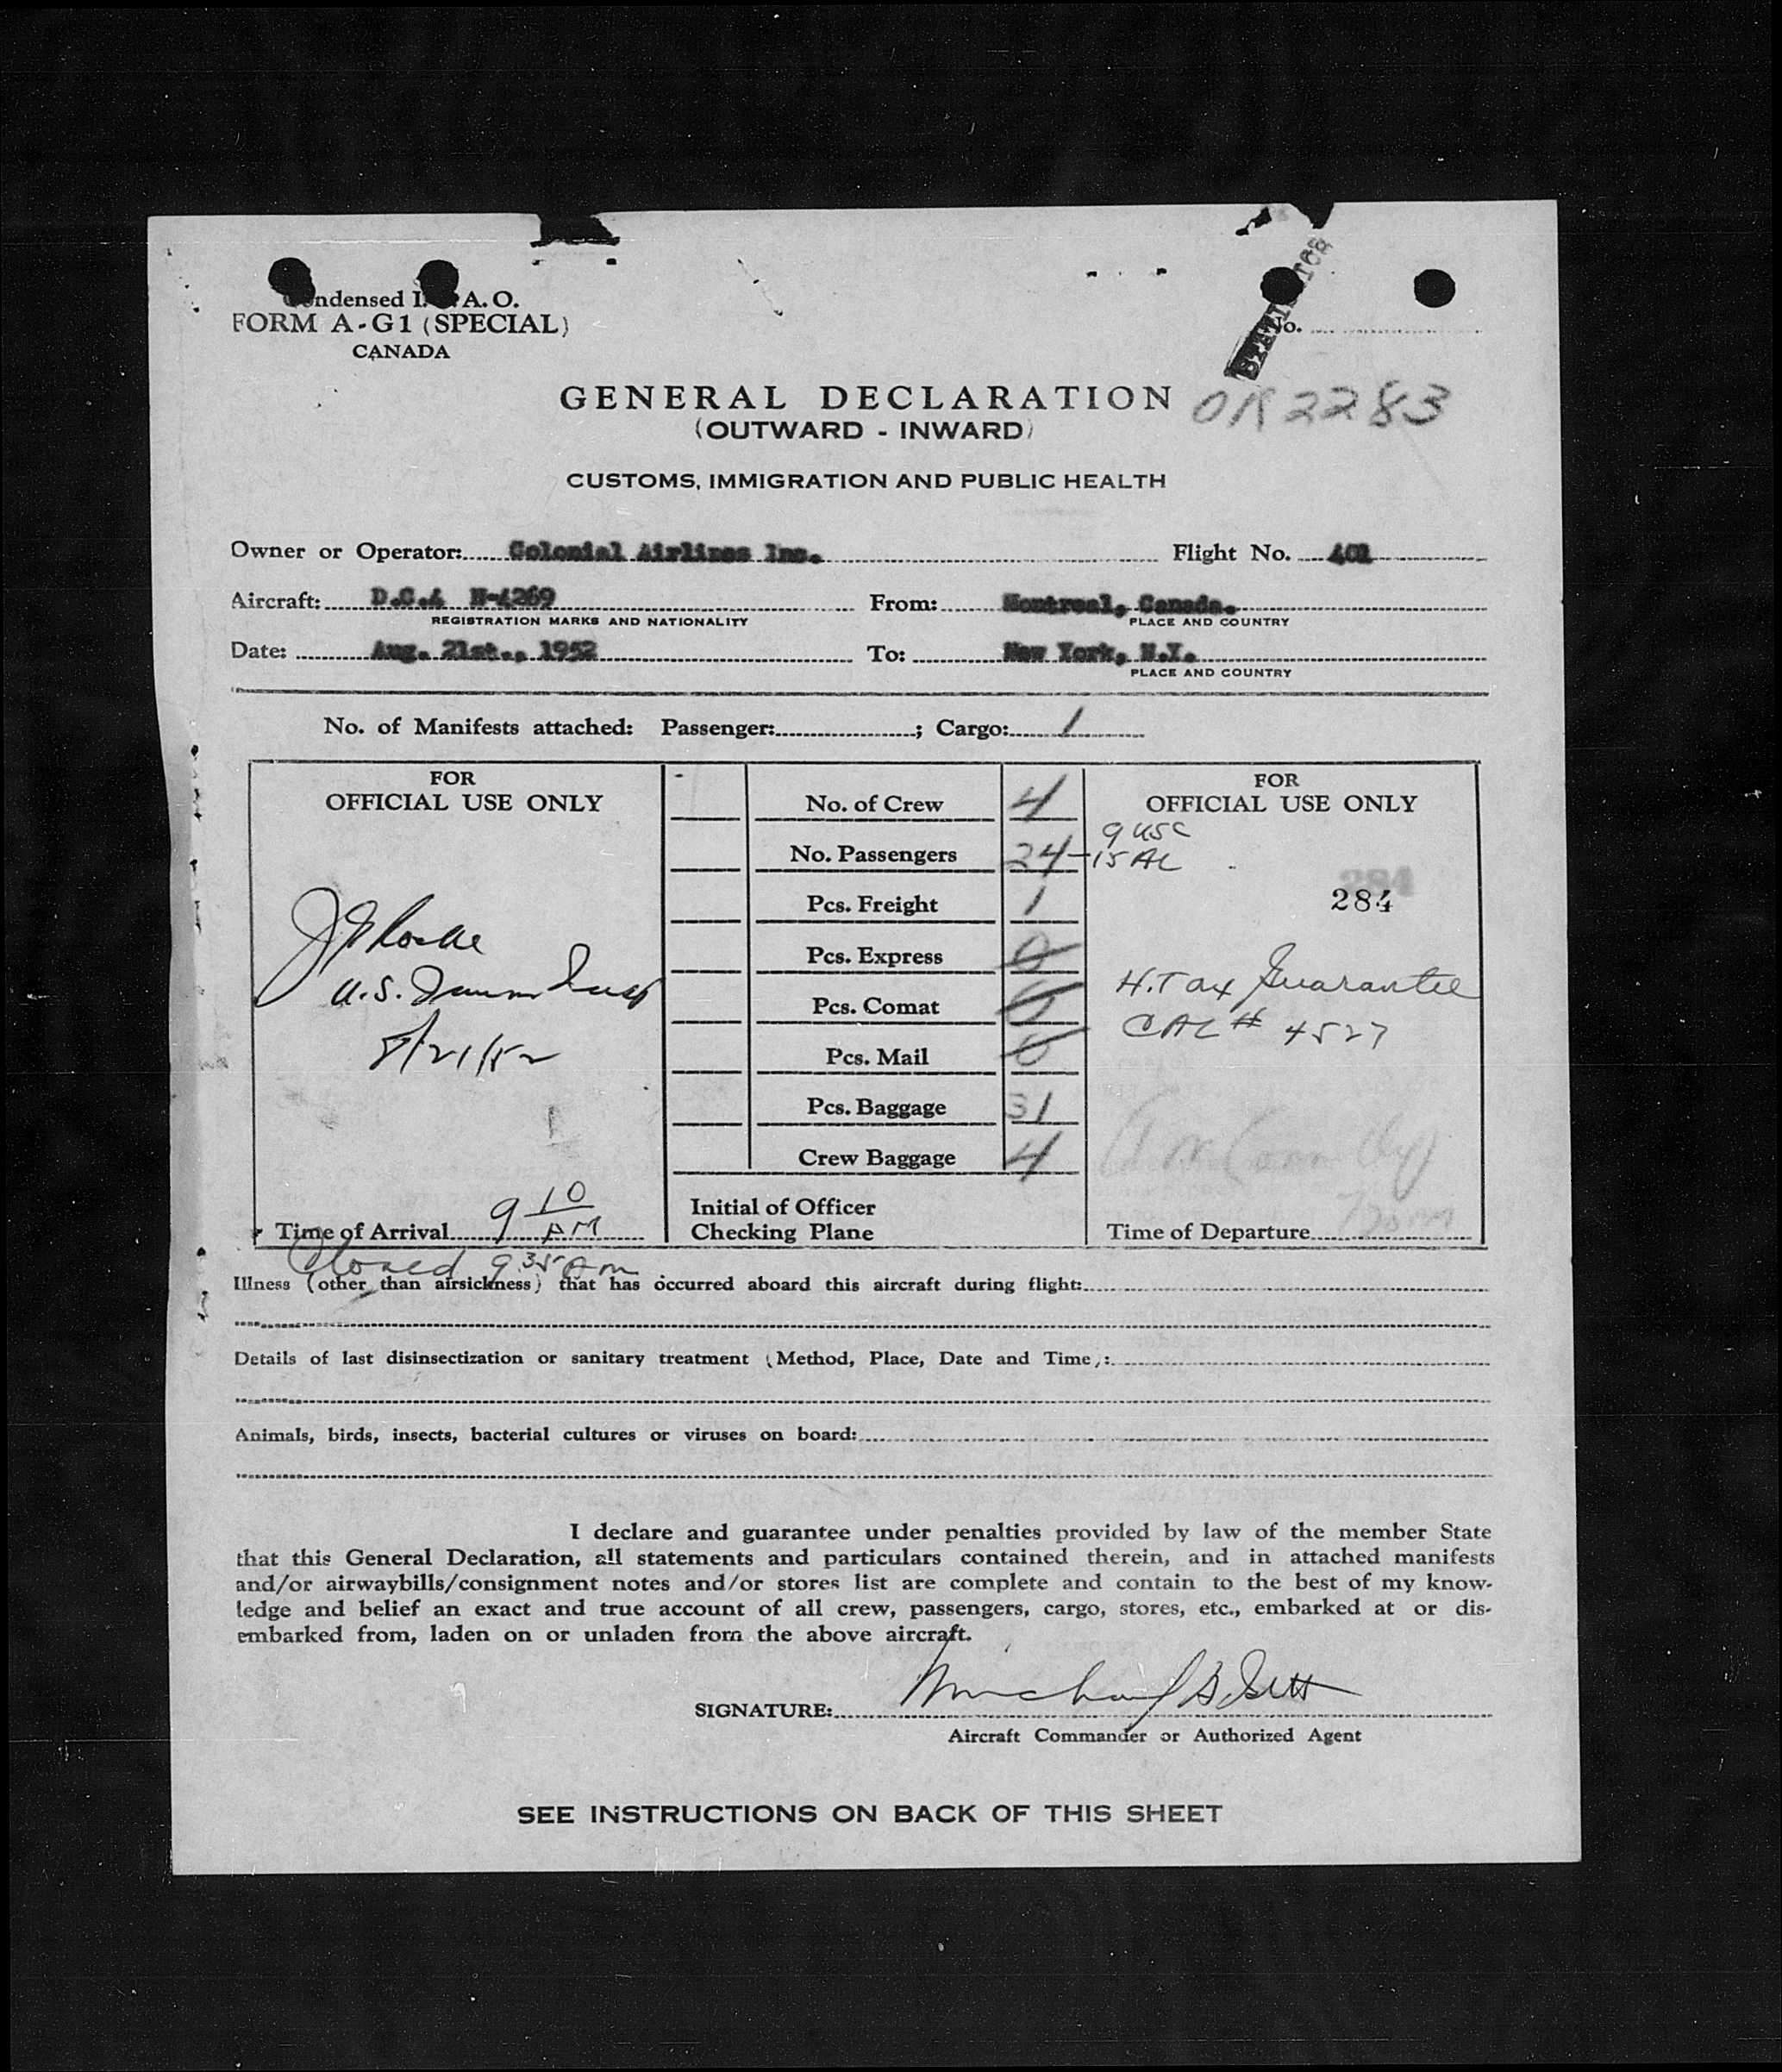 Condensed I. A. O.
FORM A-G1 (SPECIAL)
CANADA
No.
GENERAL DECLARATION
OK 2283
(OUTWARD - INWARD)
CUSTOMS, IMMIGRATION AND PUBLIC HEALTH
Owner or Operator: Colonial Airlines Inc. Flight No. 401
Aircraft: D.C.4 N-4269 From: Montreal, Canada.
REGISTRATION MARKS AND NATIONALITY PLACE AND COUNTRY
Date: Aug. 21st., 1952 To: New York, N.Y.
PLACE AND COUNTRY
No. of Manifests attached: Passenger: ; Cargo: 1
FOR
OFFICIAL USE ONLY
U.S.
8/21/52
Time of Arrival 9 10 AM
Closed 9 35 Am
No. of Crew 4
No. Passengers 24
Pcs. Freight 1
Pcs. Express 0
Pcs. Comat 0
Pcs. Mail 0
Pcs. Baggage 31
Crew Baggage 4
Initial of Officer
Checking Plane
FOR
OFFICIAL USE ONLY
9 USC
15 AL
284
284
H. Tax Guarantee
CAL # 4527
Time of Departure
Illness (other than airsickness) that has occurred aboard this aircraft during flight:
Details of last disinsectization or sanitary treatment (Method, Place, Date and Time):
Animals, birds, insects, bacterial cultures or viruses on board:
I declare and guarantee under penalties provided by law of the member State
that this General Declaration, all statements and particulars contained therein, and in attached manifests
and/or airwaybills/consignment notes and/or stores list are complete and contain to the best of my know-
ledge and belief an exact and true account of all crew, passengers, cargo, stores, etc., embarked at or dis-
embarked from, laden on or unladen from the above aircraft.
SIGNATURE: Michael
Aircraft Commander or Authorized Agent
SEE INSTRUCTIONS ON BACK OF THIS SHEET